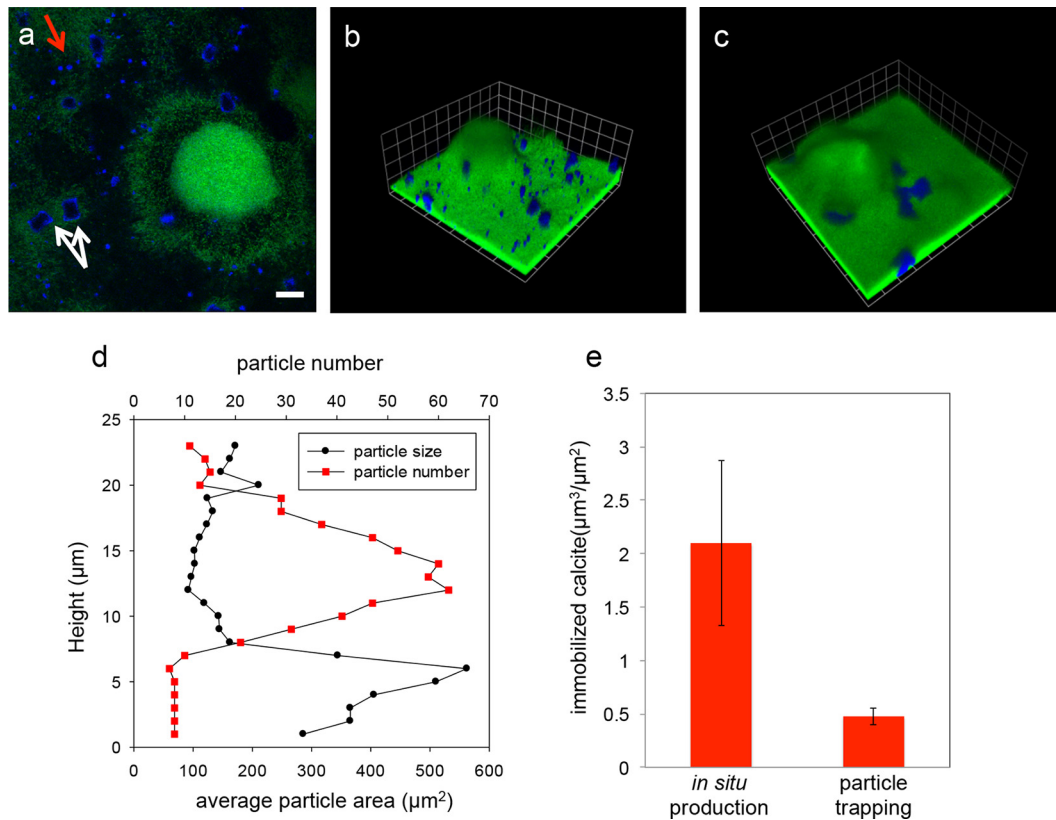 a
b
c
d
particle number
0 10 20 30 40 50 60 70
25
20
15
10
5
0
Height (µm)
particle size
particle number
0 100 200 300 400 500 600
average particle area (µm²)
e
3.5
3
2.5
2
1.5
1
0.5
0
immobilized calcite(µm³/µm²)
in situ
production
particle
trapping